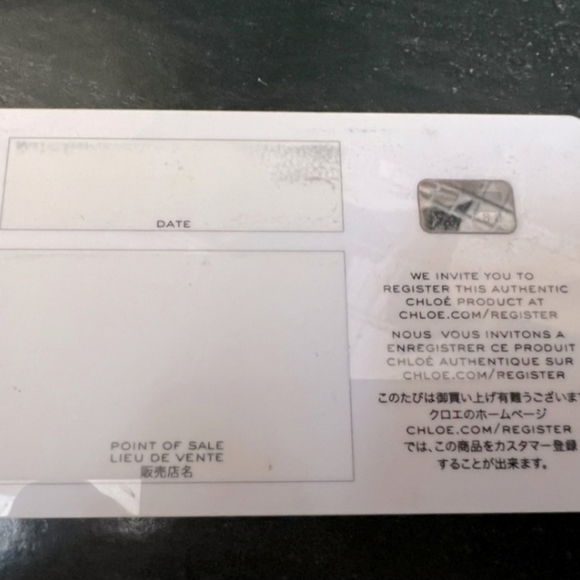 DATE
POINT OF SALE
LIEU DE VENTE
販売店名
WE INVITE YOU TO
REGISTER THIS AUTHENTIC
CHLOÉ PRODUCT AT
CHLOE.COM/REGISTER
NOUS VOUS INVITONS A
ENREGISTRER CE PRODUIT
CHLOÉ AUTHENTIQUE SUR
CHLOE.COM/REGISTER
このたびは御買い上げ有難うございます
クロエのホームページ
CHLOE.COM/REGISTER
では、この商品をカスタマー登録
することが出来ます。